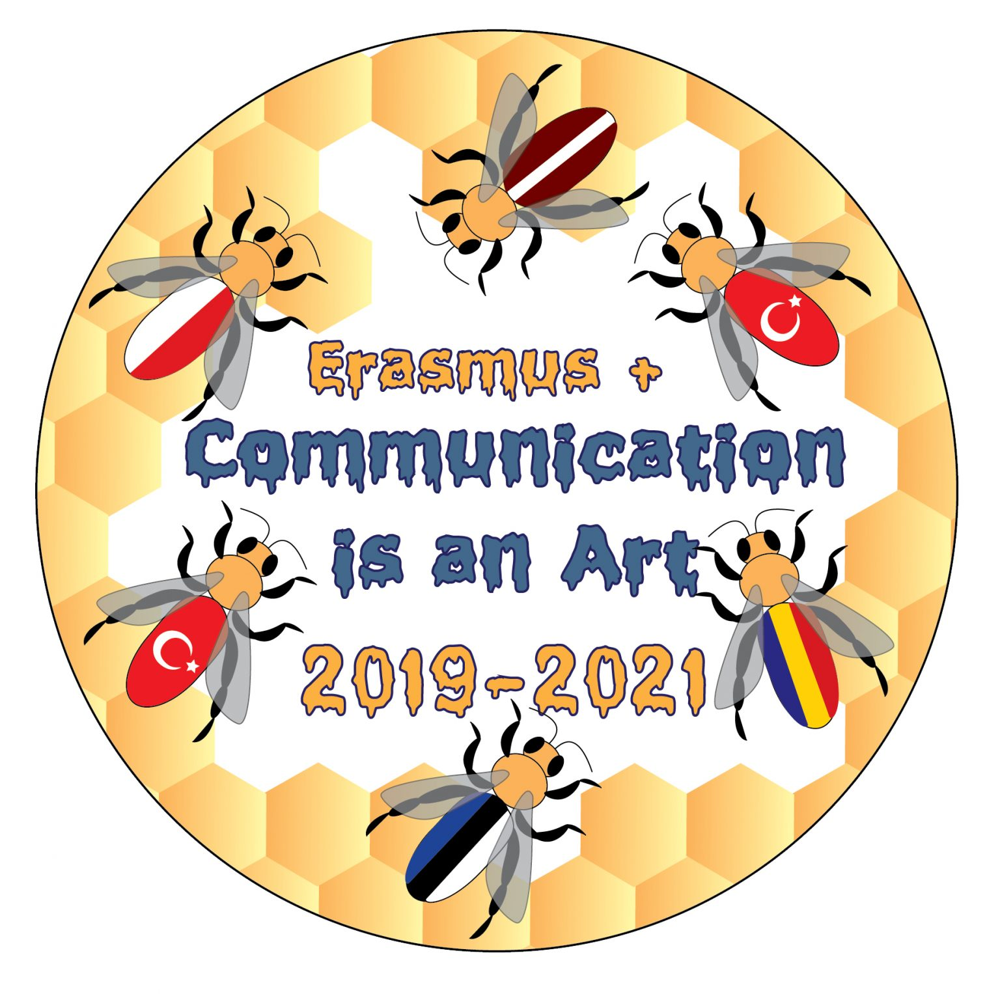 Erasmus +
Communication
is an Art
2019-2021